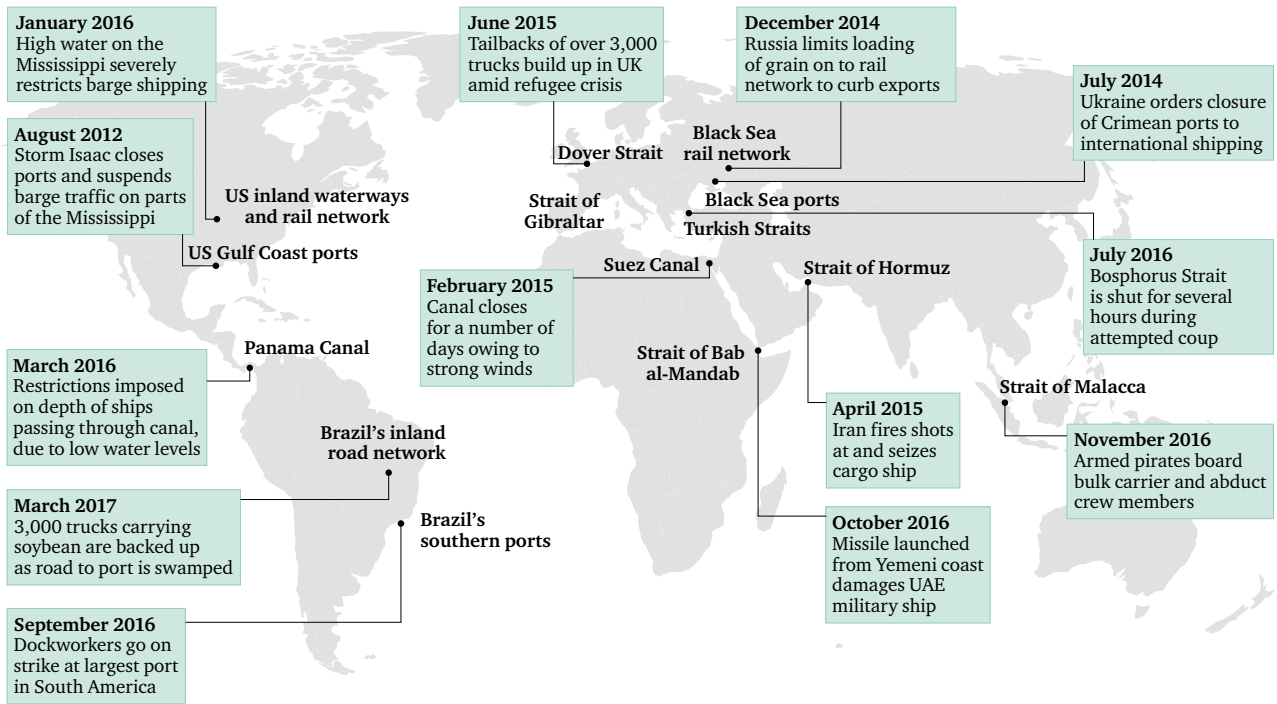 January 2016
High water on the
Mississippi severely
restricts barge shipping
August 2012
Storm Isaac closes
ports and suspends
barge traffic on parts
of the Mississippi
US inland waterways
and rail network
US Gulf Coast ports
June 2015
Tailbacks of over 3,000
trucks build up in UK
amid refugee crisis
Dover Strait
December 2014
Russia limits loading
of grain on to rail
network to curb exports
Black Sea
rail network
July 2014
Ukraine orders closure
of Crimean ports to
international shipping
Black Sea ports
Strait of
Gibraltar
Turkish Straits
July 2016
Bosphorus Strait
is shut for several
hours during
attempted coup
Suez Canal
February 2015
Canal closes
for a number of
days owing to
strong winds
Strait of Hormuz
April 2015
Iran fires shots
at and seizes
cargo ship
Strait of Bab
al-Mandab
October 2016
Missile launched
from Yemeni coast
damages UAE
military ship
Strait of Malacca
November 2016
Armed pirates board
bulk carrier and abduct
crew members
Panama Canal
March 2016
Restrictions imposed
on depth of ships
passing through canal,
due to low water levels
Brazil’s inland
road network
March 2017
3,000 trucks carrying
soybean are backed up
as road to port is swamped
Brazil’s
southern ports
September 2016
Dockworkers go on
strike at largest port
in South America